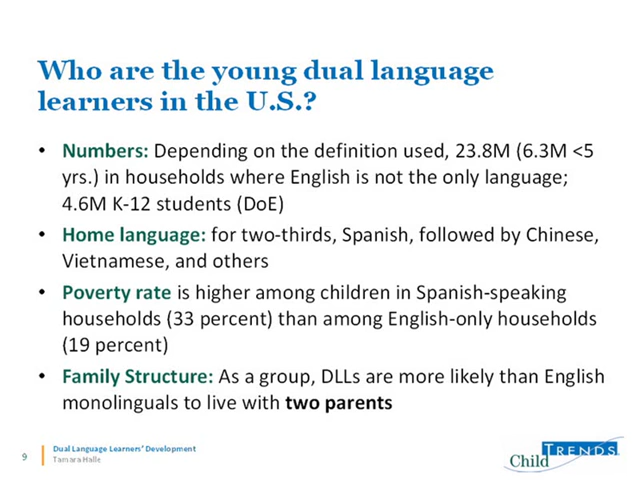 Who are the young dual language
learners in the U.S.?
• Numbers: Depending on the definition used, 23.8M (6.3M <5
yrs.) in households where English is not the only language;
4.6M K-12 students (DoE)
• Home language: for two-thirds, Spanish, followed by Chinese,
Vietnamese, and others
• Poverty rate is higher among children in Spanish-speaking
households (33 percent) than among English-only households
(19 percent)
• Family Structure: As a group, DLLs are more likely than English
monolinguals to live with two parents
9
Dual Language Learners' Development
Tamara Halle
Child TRENDS